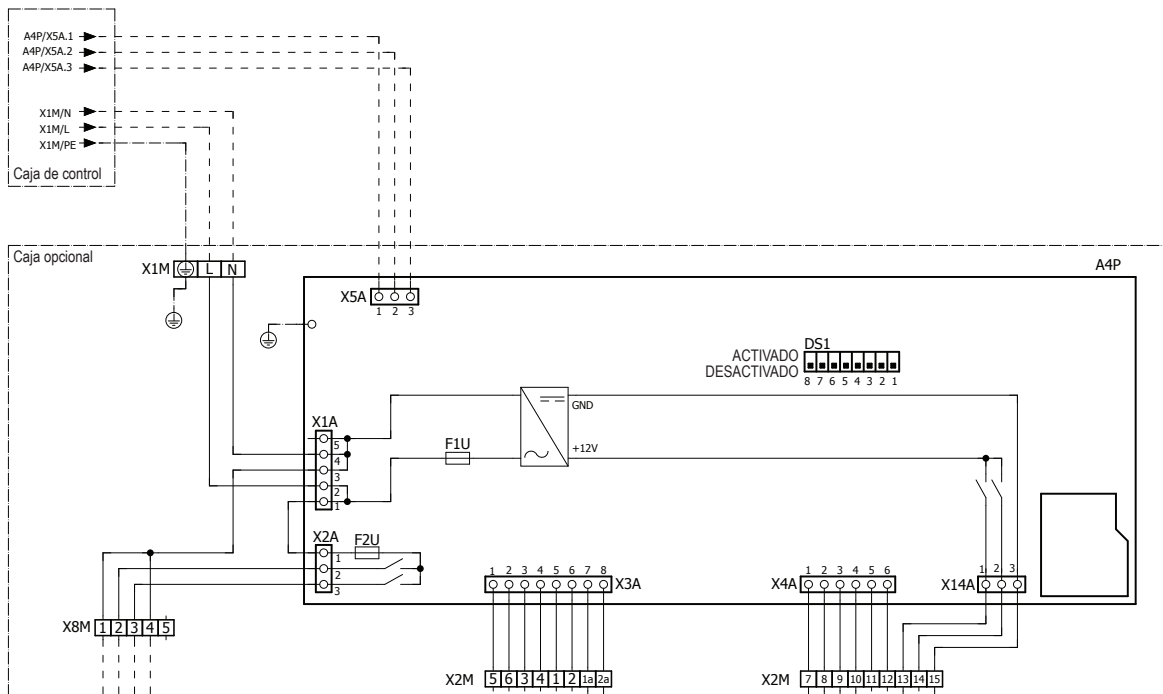 A4P/X5A.1
A4P/X5A.2
A4P/X5A.3
X1M/N
X1M/L
X1M/PE
Caja de control
Caja opcional
X1M L N
A4P
X5A
1 2 3
DS1
ACTIVADO
DESACTIVADO
8 7 6 5 4 3 2 1
GND
X1A
F1U
+12V
5
4
3
2
1
X2A
F2U
1
2
3
1 2 3 4 5 6 7 8
X3A
1 2 3 4 5 6
X4A
1 2 3
X14A
X8M 1 2 3 4 5
X2M 5 6 3 4 1 2 1a 2a
X2M 7 8 9 10 11 12 13 14 15